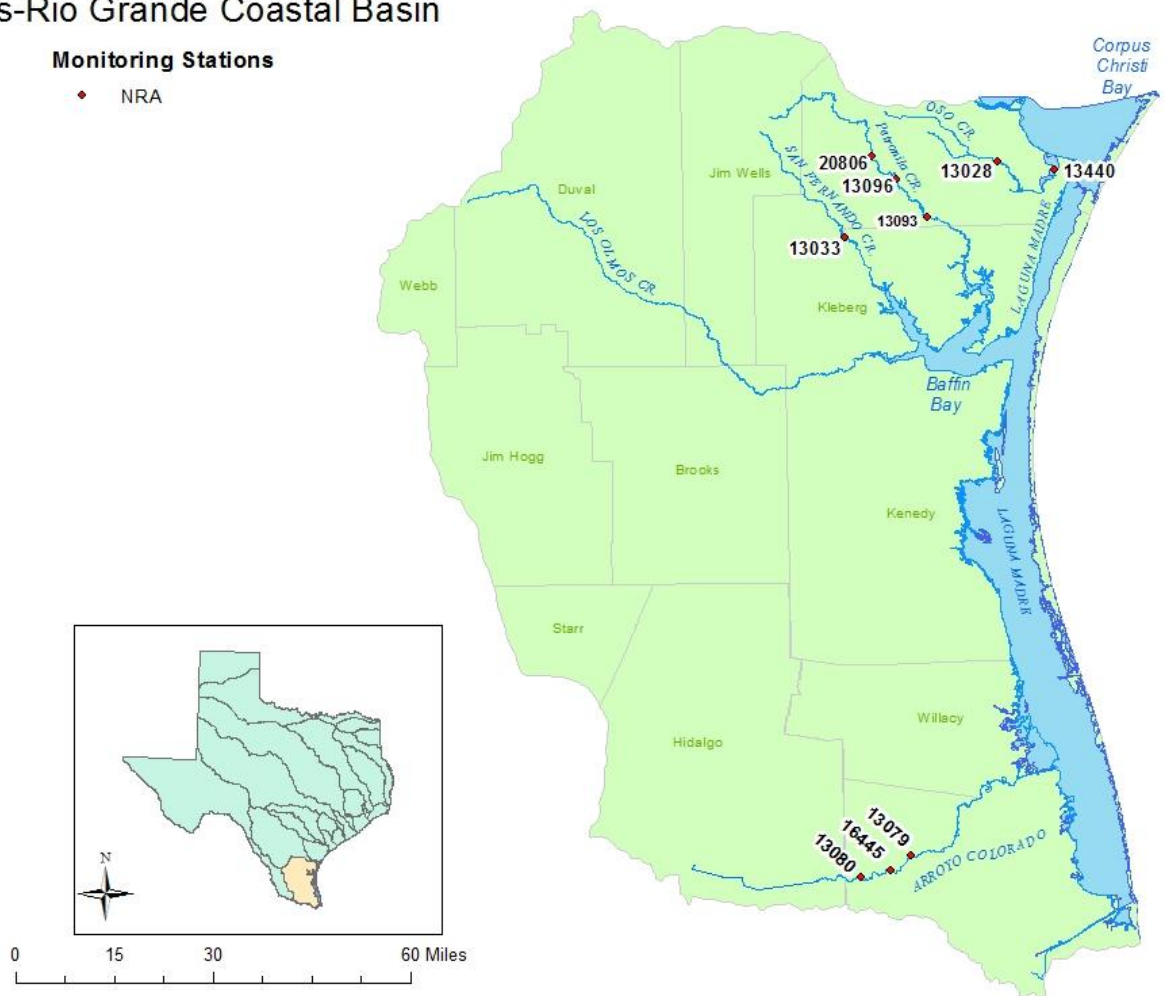 s-Rio Grande Coastal Basin
Monitoring Stations
NRA
Corpus
Christi
Bay
OSO CR.
Petronila CR.
SAN FERNANDO CR.
20806
13096
13028
13440
13093
13033
Jim Wells
Duval
LOS OLMOS CR.
LAGUNA MADRE
Webb
Kleberg
Baffin
Bay
Jim Hogg
Brooks
Kenedy
LAGUNA MADRE
Starr
Willacy
Hidalgo
13079
16445
13080
ARROYO COLORADO
N
0 15 30 60 Miles